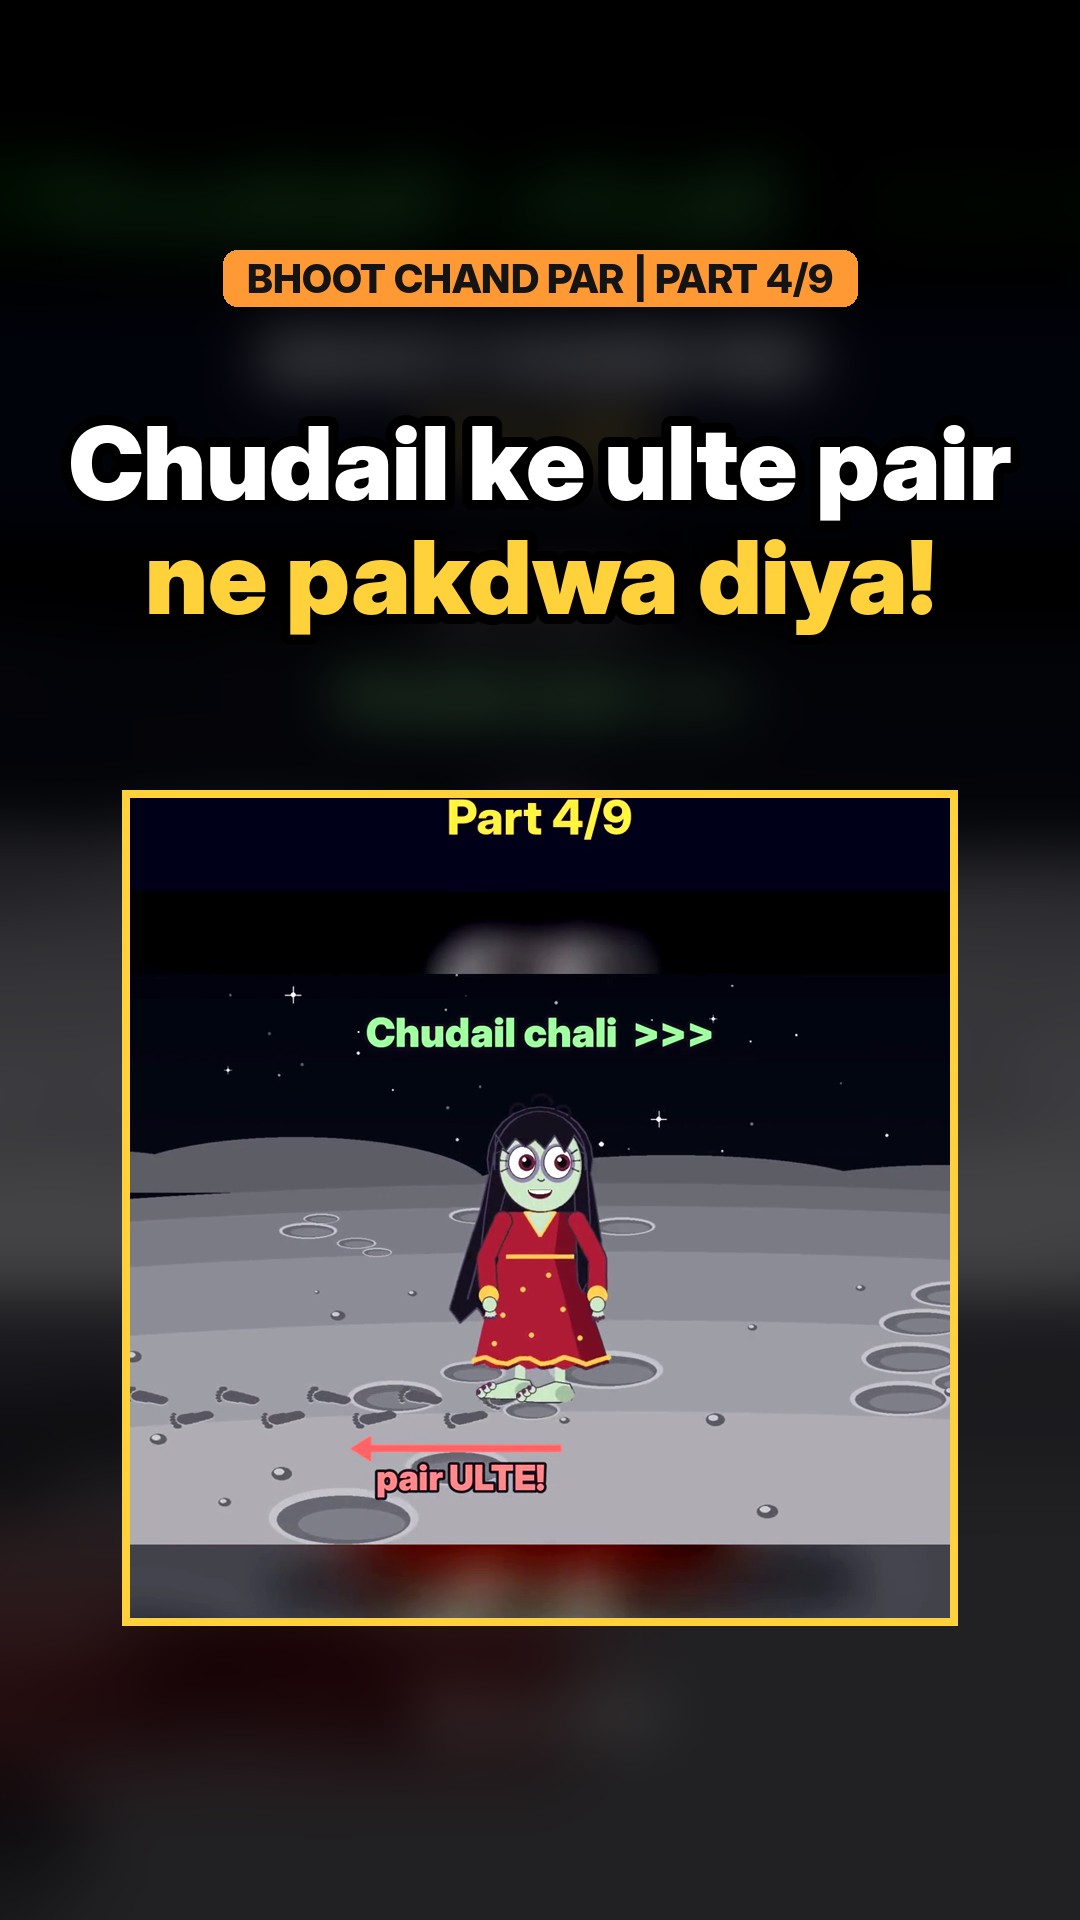 BHOOT CHAND PAR | PART 4/9
Chudail ke ulte pair
ne pakdwa diya!
Part 4/9
Chudail chali >>>
pair ULTE!